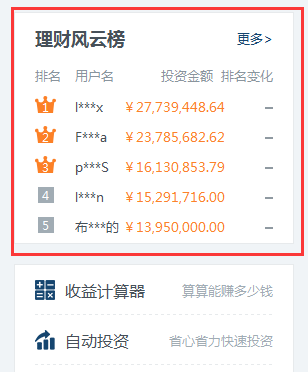 理财风云榜 更多>
排名 用户名 投资金额 排名变化
1 l***x ￥27,739,448.64 –
2 F***a ￥23,785,682.62 –
3 p***S ￥16,130,853.79 –
4 l***n ￥15,291,716.00 –
5 布***的 ￥13,950,000.00 –
收益计算器 算算能赚多少钱
自动投资 省心省力快速投资